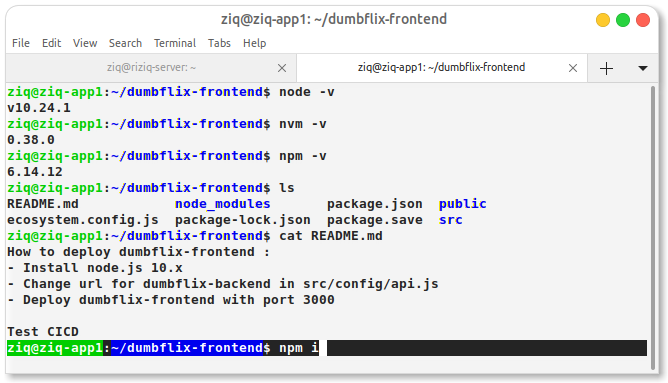 ziq@ziq-app1: ~/dumbflix-frontend
File Edit View Search Terminal Tabs Help
ziq@riziq-server: ~
ziq@ziq-app1: ~/dumbflix-frontend
ziq@ziq-app1:~/dumbflix-frontend$ node -v
v10.24.1
ziq@ziq-app1:~/dumbflix-frontend$ nvm -v
0.38.0
ziq@ziq-app1:~/dumbflix-frontend$ npm -v
6.14.12
ziq@ziq-app1:~/dumbflix-frontend$ ls
README.md node_modules package.json public
ecosystem.config.js package-lock.json package.save src
ziq@ziq-app1:~/dumbflix-frontend$ cat README.md
How to deploy dumbflix-frontend :
- Install node.js 10.x
- Change url for dumbflix-backend in src/config/api.js
- Deploy dumbflix-frontend with port 3000
Test CICD
ziq@ziq-app1:~/dumbflix-frontend$ npm i